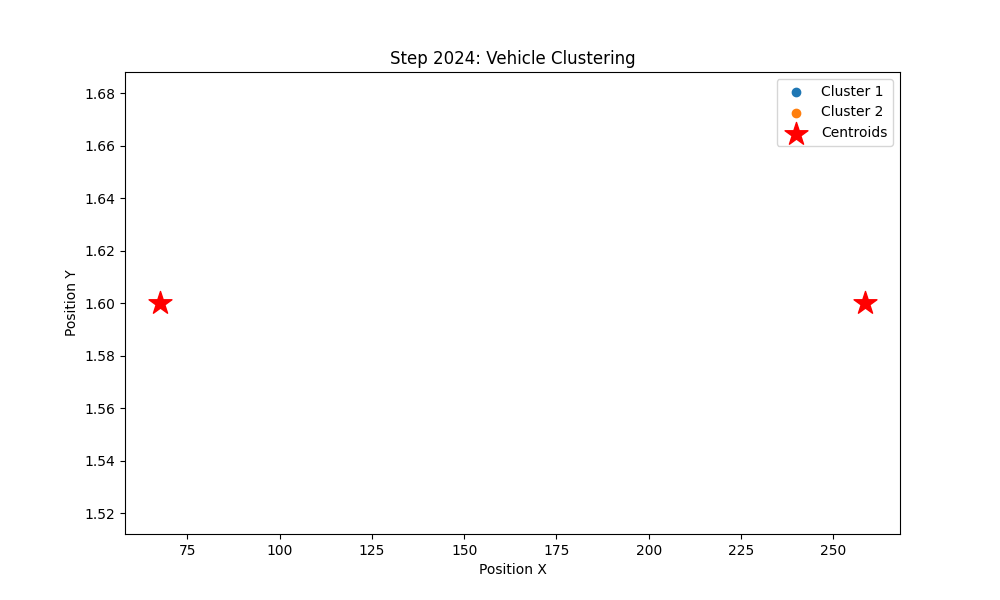 Step 2024: Vehicle Clustering
Cluster 1
Cluster 2
Centroids
Position Y
1.68
1.66
1.64
1.62
1.60
1.58
1.56
1.54
1.52
75 100 125 150 175 200 225 250
Position X